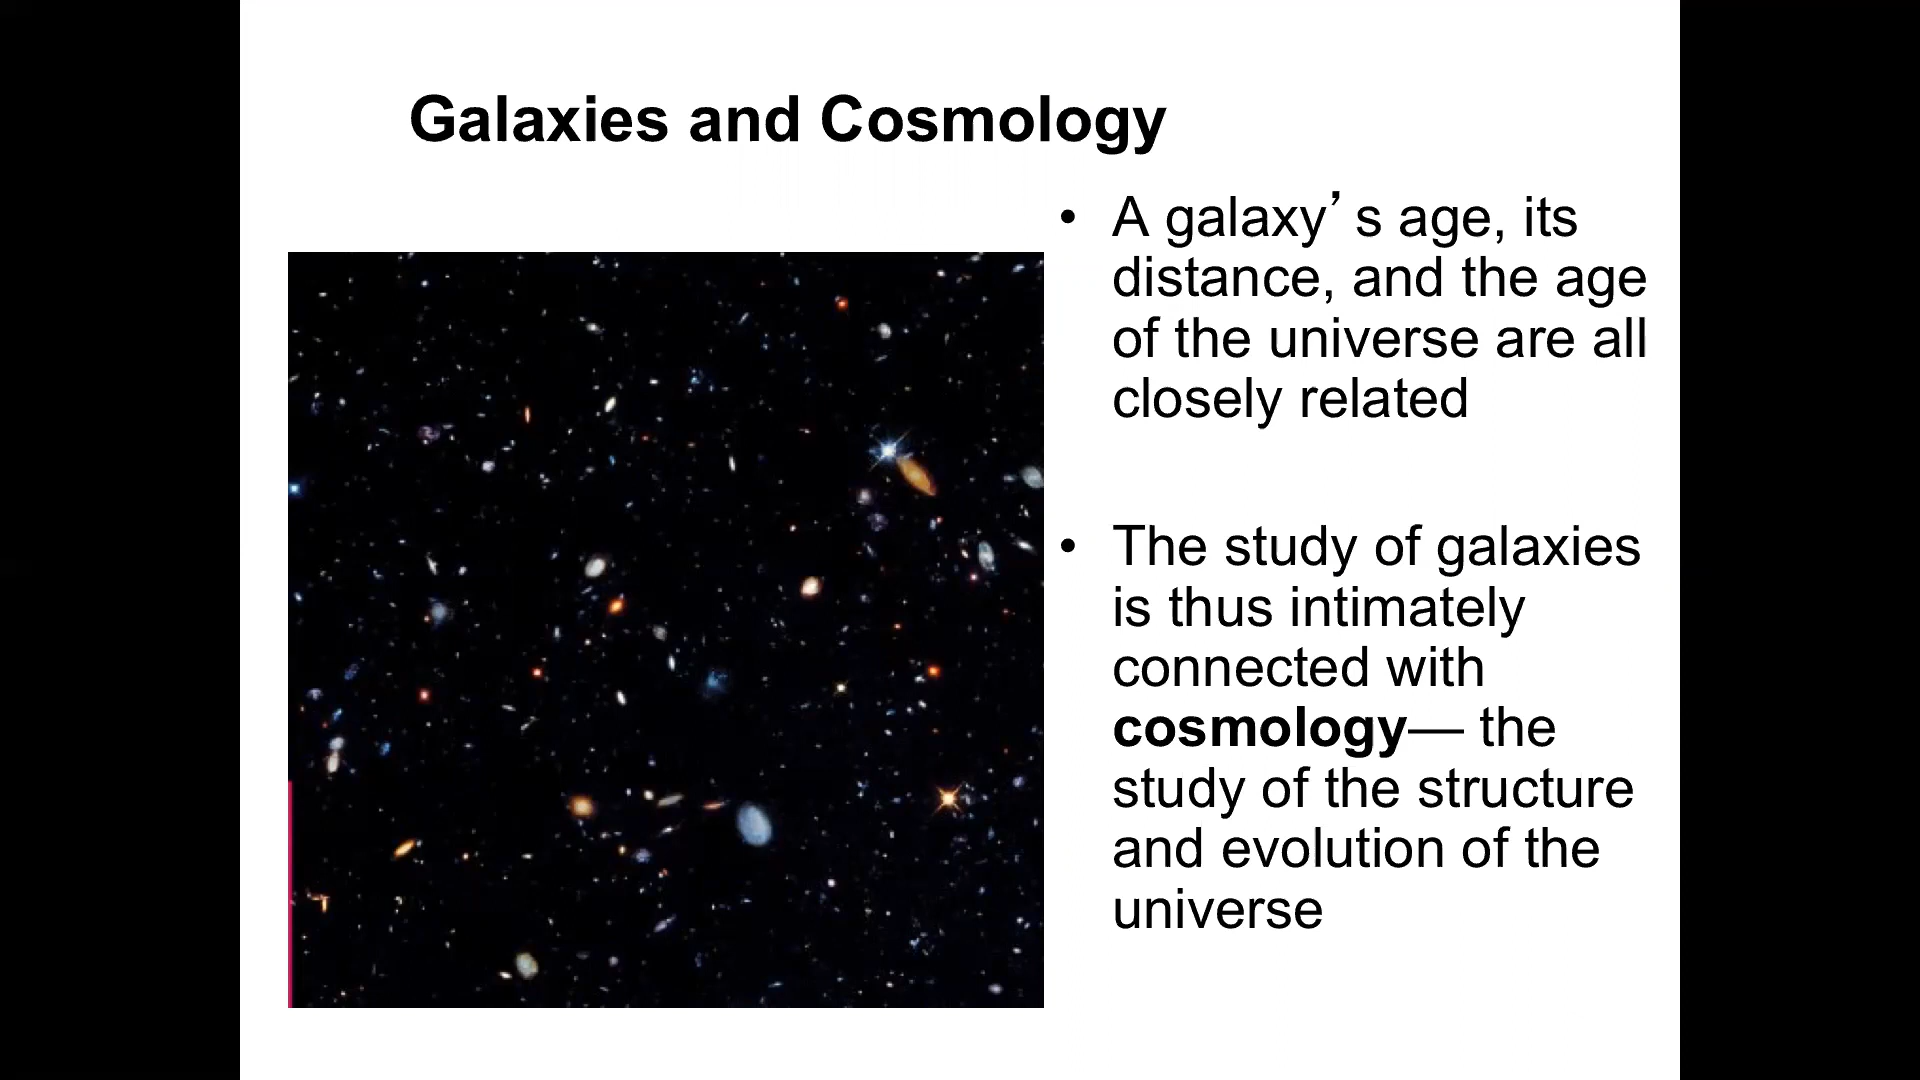 Galaxies and Cosmology
• A galaxy’ s age, its
distance, and the age
of the universe are all
closely related
• The study of galaxies
is thus intimately
connected with
cosmology— the
study of the structure
and evolution of the
universe